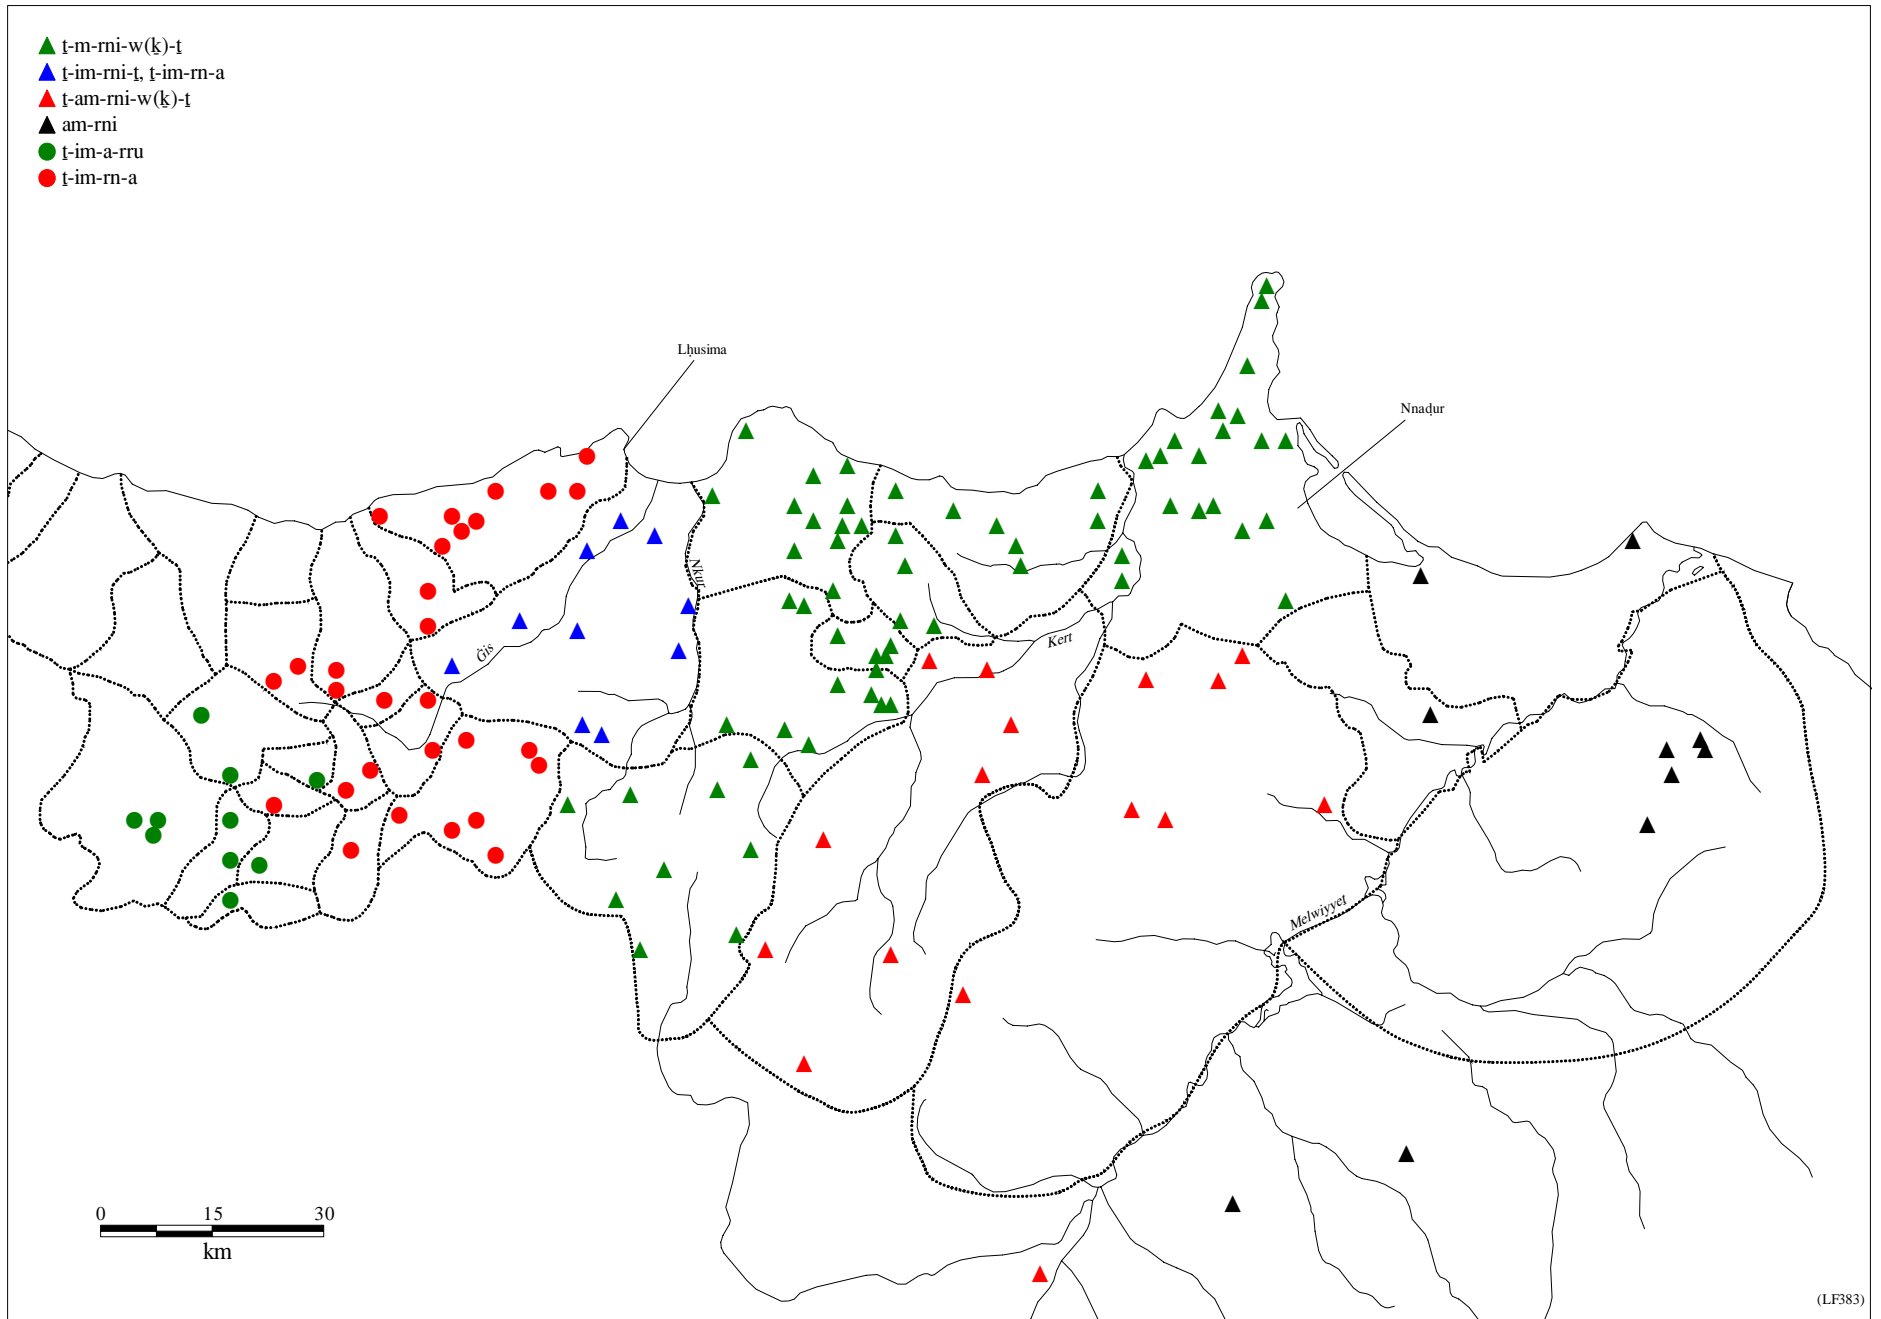 ṯ-m-rni-w(ḵ)-ṯ
ṯ-im-rni-ṯ, ṯ-im-rn-a
ṯ-am-rni-w(ḵ)-ṯ
am-rni
ṯ-im-a-rru
ṯ-im-rn-a
Lḥusima
Nnaḍur
Nkur
Ġis
Kert
Melwiyyet
0 15 30
km
(LF383)